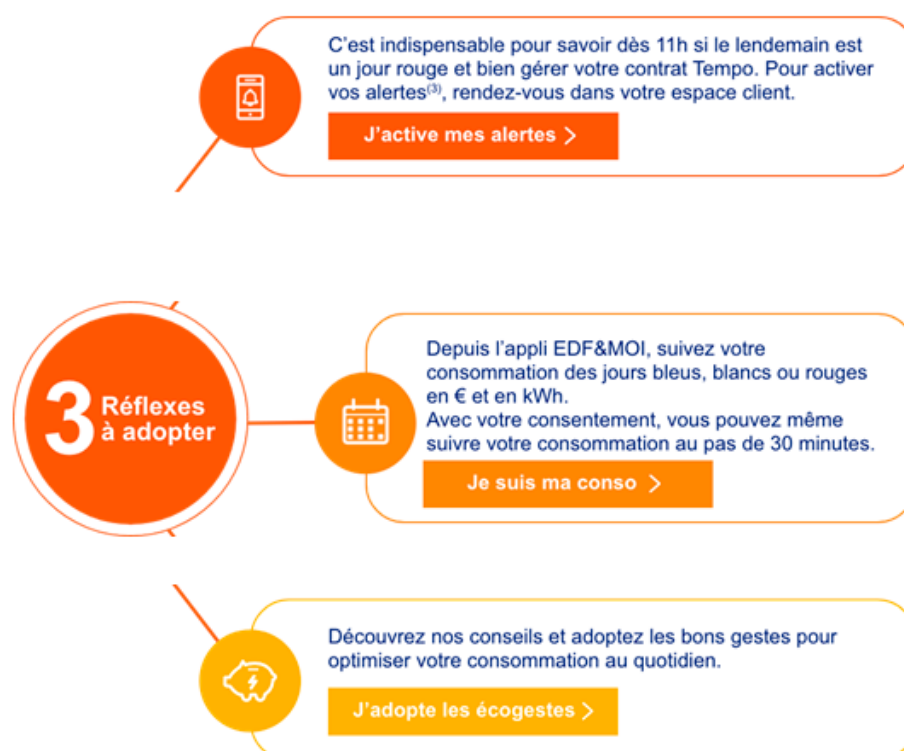 C'est indispensable pour savoir dès 11h si le lendemain est
un jour rouge et bien gérer votre contrat Tempo. Pour activer
vos alertes(3), rendez-vous dans votre espace client.
J'active mes alertes >
3 Réflexes
à adopter
Depuis l'appli EDF&MOI, suivez votre
consommation des jours bleus, blancs ou rouges
en € et en kWh.
Avec votre consentement, vous pouvez même
suivre votre consommation au pas de 30 minutes.
Je suis ma conso >
Découvrez nos conseils et adoptez les bons gestes pour
optimiser votre consommation au quotidien.
J'adopte les écogestes >